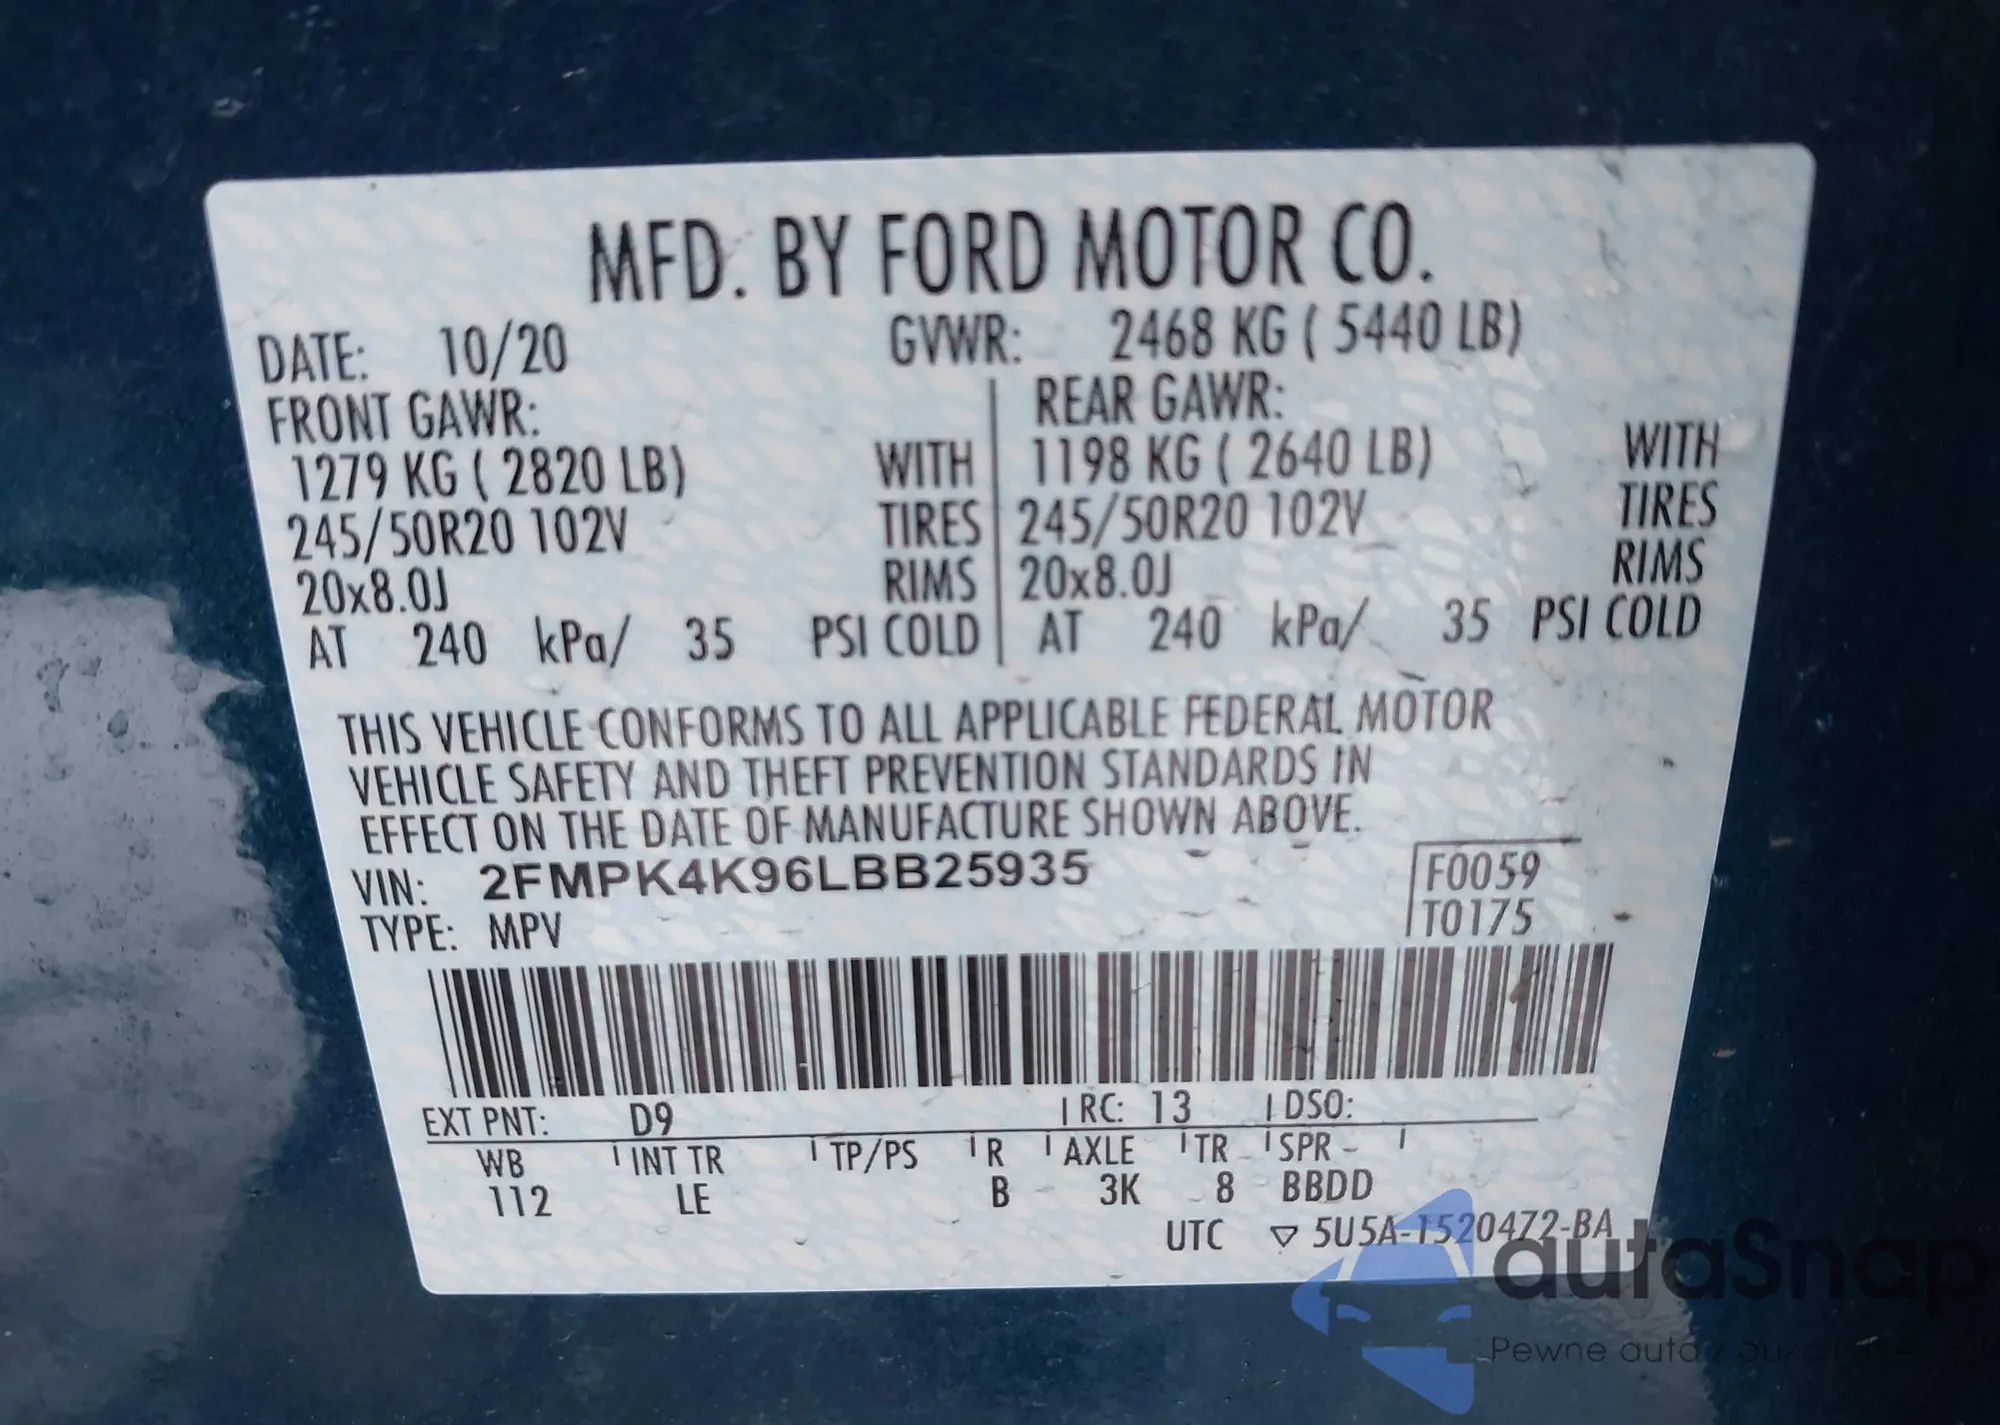 MFD. BY FORD MOTOR CO.
DATE: 10/20 GVWR: 2468 KG ( 5440 LB)
FRONT GAWR: REAR GAWR:
1279 KG ( 2820 LB) WITH 1198 KG ( 2640 LB) WITH
245/50R20 102V TIRES 245/50R20 102V TIRES
20x8.0J RIMS 20x8.0J RIMS
AT 240 kPa/ 35 PSI COLD AT 240 kPa/ 35 PSI COLD
THIS VEHICLE CONFORMS TO ALL APPLICABLE FEDERAL MOTOR
VEHICLE SAFETY AND THEFT PREVENTION STANDARDS IN
EFFECT ON THE DATE OF MANUFACTURE SHOWN ABOVE.
VIN: 2FMPK4K96LBB25935 F0059
TYPE: MPV T0175
EXT PNT: D9 RC: 13 DSO:
WB INT TR TP/PS R AXLE TR SPR
112 LE B 3K 8 BBDD
UTC ▽ 5U5A-1520472-BA
autaSnap
Pewne auta z